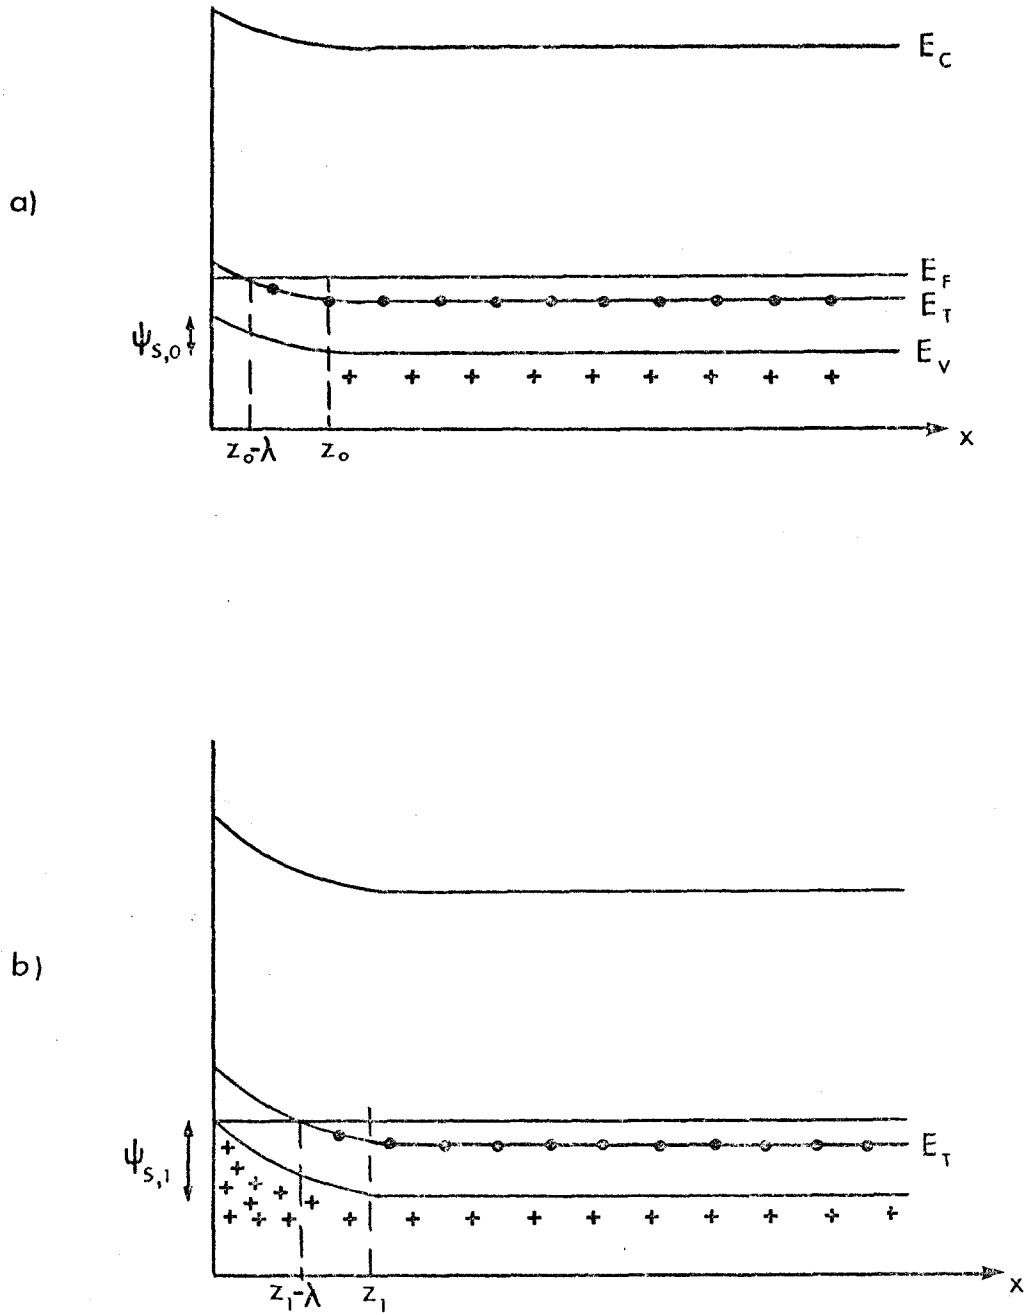 E_C
a)
E_F
E_T
ψ_S,0
E_V
+ + + + + + + + +
z_0-λ z_0
x
b)
E_T
ψ_S,1
+ + + + + + + + + + + + + + + + + + + +
z_1-λ z_1
x